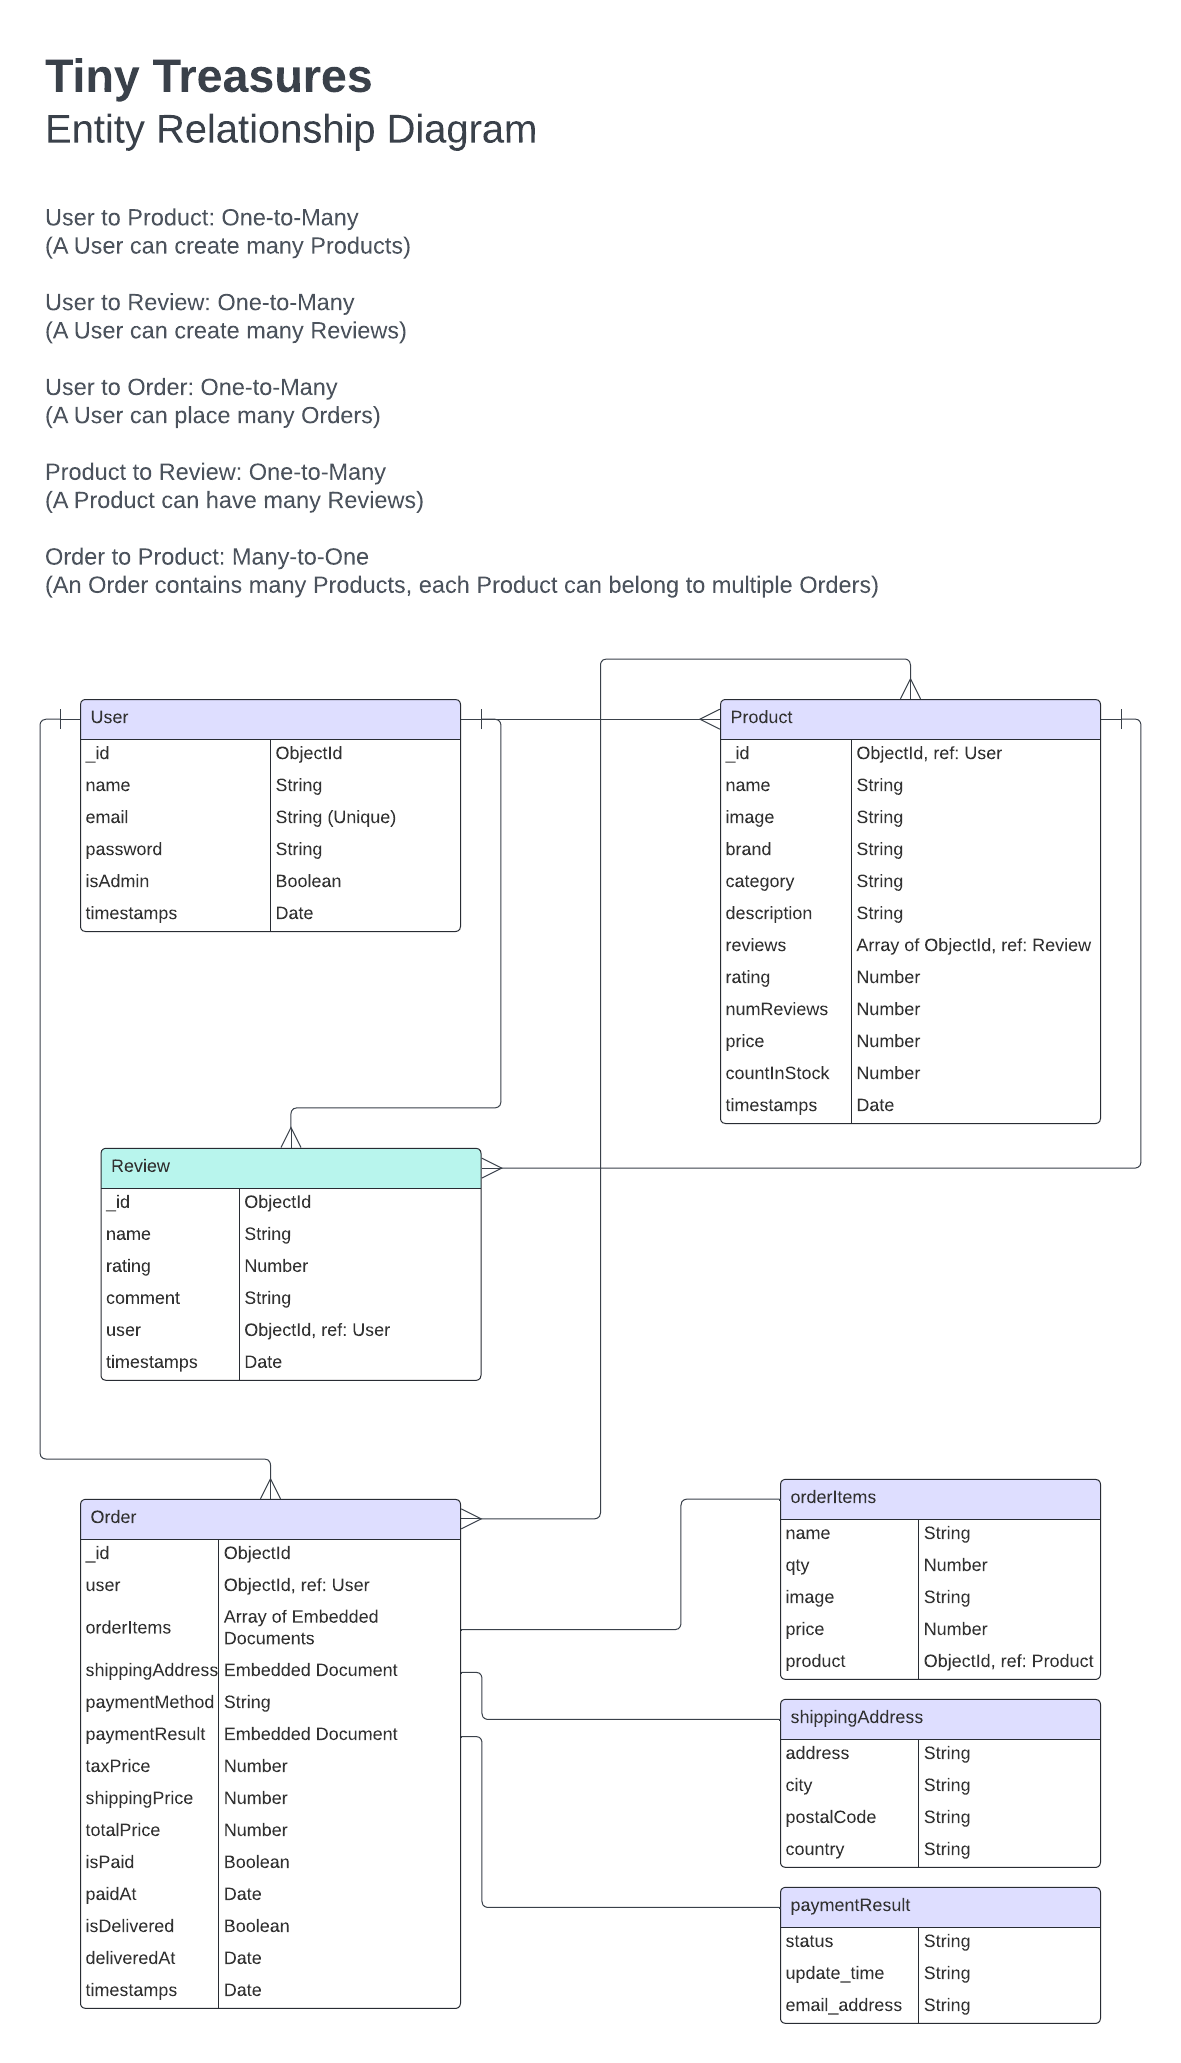 Tiny Treasures
Entity Relationship Diagram
User to Product: One-to-Many
(A User can create many Products)
User to Review: One-to-Many
(A User can create many Reviews)
User to Order: One-to-Many
(A User can place many Orders)
Product to Review: One-to-Many
(A Product can have many Reviews)
Order to Product: Many-to-One
(An Order contains many Products, each Product can belong to multiple Orders)
User
_id ObjectId
name String
email String (Unique)
password String
isAdmin Boolean
timestamps Date
Product
_id ObjectId, ref: User
name String
image String
brand String
category String
description String
reviews Array of ObjectId, ref: Review
rating Number
numReviews Number
price Number
countInStock Number
timestamps Date
Review
_id ObjectId
name String
rating Number
comment String
user ObjectId, ref: User
timestamps Date
Order
_id ObjectId
user ObjectId, ref: User
orderItems Array of Embedded
Documents
shippingAddress Embedded Document
paymentMethod String
paymentResult Embedded Document
taxPrice Number
shippingPrice Number
totalPrice Number
isPaid Boolean
paidAt Date
isDelivered Boolean
deliveredAt Date
timestamps Date
orderItems
name String
qty Number
image String
price Number
product ObjectId, ref: Product
shippingAddress
address String
city String
postalCode String
country String
paymentResult
status String
update_time String
email_address String